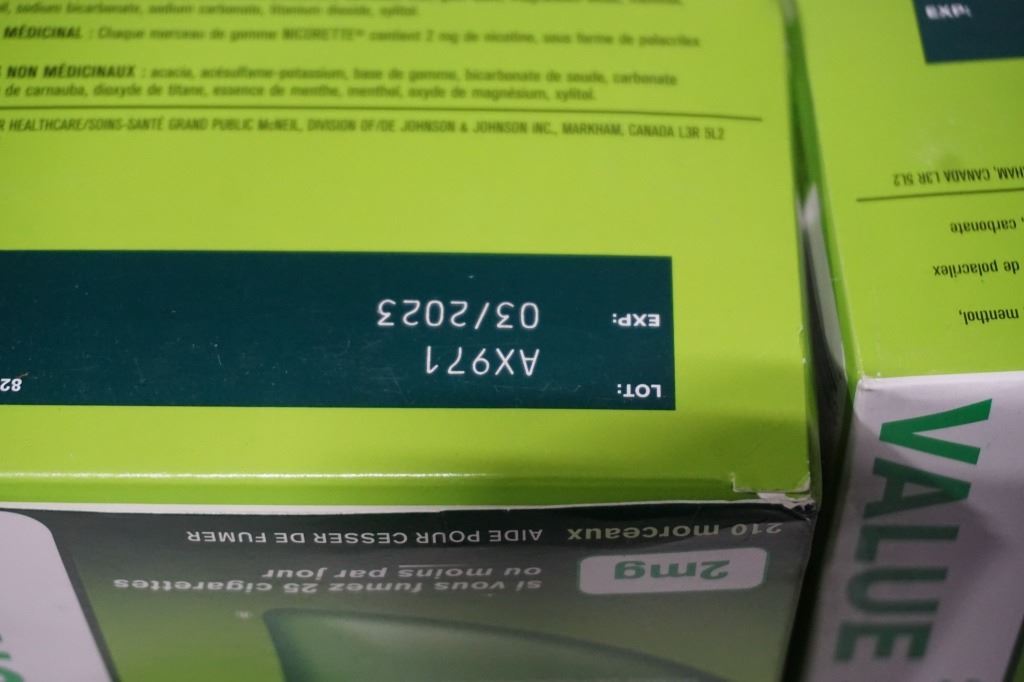 sodium bicarbonate, sodium carbonate, titanium dioxide, xylitol.
MÉDICINAL : Chaque morceau de gomme NICORETTE® contient 2 mg de nicotine, sous forme de polacrilex
NON MÉDICINAUX : acacia, acésulfame-potassium, base de gomme, bicarbonate de soude, carbonate
de carnauba, dioxyde de titane, essence de menthe, menthol, oxyde de magnésium, xylitol.
HEALTHCARE/SOINS-SANTÉ GRAND PUBLIC McNEIL, DIVISION OF/DE JOHNSON & JOHNSON INC., MARKHAM, CANADA L3R 5L2
LOT: AX971
EXP: 03/2023
82
210 morceaux AIDE POUR CESSER DE FUMER
2mg
si vous fumez 25 cigarettes
ou moins par jour
EXP:
menthol,
de polacrilex
, carbonate
HAM, CANADA L3R 5L2
VALUE